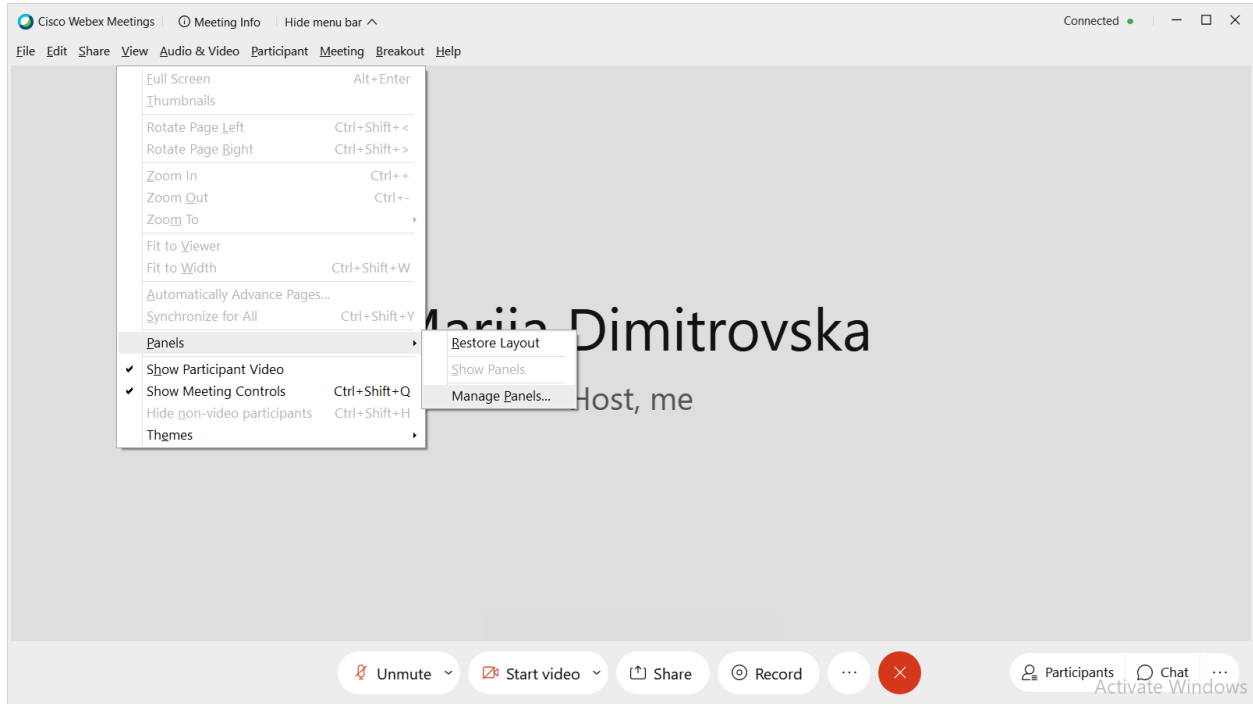 Cisco Webex Meetings Meeting Info Hide menu bar Connected
File Edit Share View Audio & Video Participant Meeting Breakout Help
Full Screen Alt+Enter
Thumbnails
Rotate Page Left Ctrl+Shift+<
Rotate Page Right Ctrl+Shift+>
Zoom In Ctrl++
Zoom Out Ctrl+-
Zoom To
Fit to Viewer
Fit to Width Ctrl+Shift+W
Automatically Advance Pages...
Synchronize for All Ctrl+Shift+Y
Panels
Show Participant Video
Show Meeting Controls Ctrl+Shift+Q
Hide non-video participants Ctrl+Shift+H
Themes
Restore Layout
Show Panels
Manage Panels...
Marija Dimitrovska
Host, me
Unmute Start video Share Record ... Participants Chat ...
Activate Windows